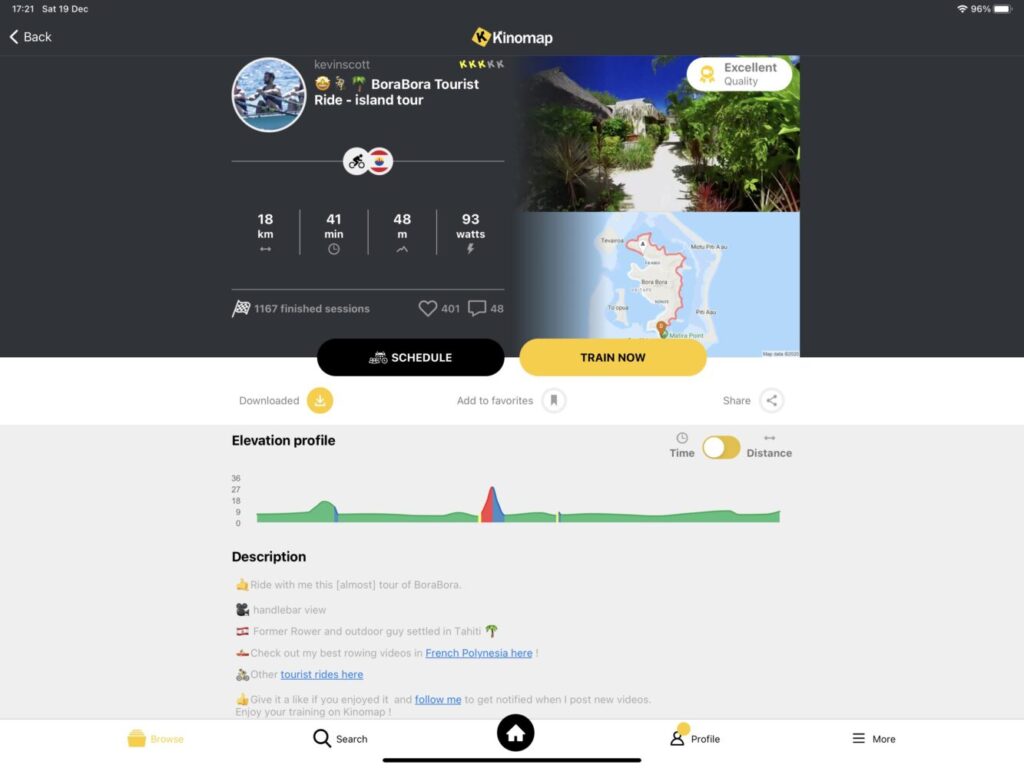 17:21 Sat 19 Dec
96%
Back
Kinomap
kevinscott
KKKKK
🤩🚴🌴 BoraBora Tourist
Ride - island tour
Excellent
Quality
18 41 48 93
km min m watts
Tevairoa
A
Motu Piti Aau
Bora Bora
To'opua
Piti Aau
Matira Point
Map data ©2020
1167 finished sessions 401 48
SCHEDULE TRAIN NOW
Downloaded Add to favorites Share
Elevation profile
Time Distance
36
27
18
9
0
Description
🤙Ride with me this [almost] tour of BoraBora.
🎥 handlebar view
🇵🇫 Former Rower and outdoor guy settled in Tahiti 🌴
🚣Check out my best rowing videos in French Polynesia here !
🚴Other tourist rides here
👍Give it a like if you enjoyed it and follow me to get notified when I post new videos.
Enjoy your training on Kinomap !
Browse Search Profile More